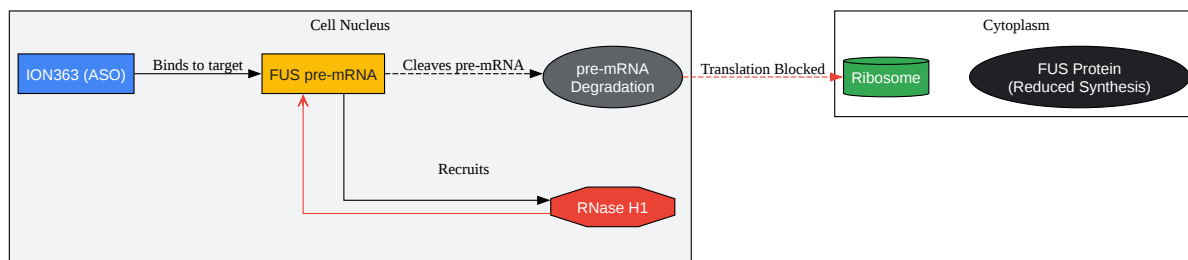 Cell Nucleus
Cytoplasm
ION363 (ASO)
Binds to target
FUS pre-mRNA
Cleaves pre-mRNA
pre-mRNA
Degradation
Translation Blocked
Ribosome
FUS Protein
(Reduced Synthesis)
Recruits
RNase H1